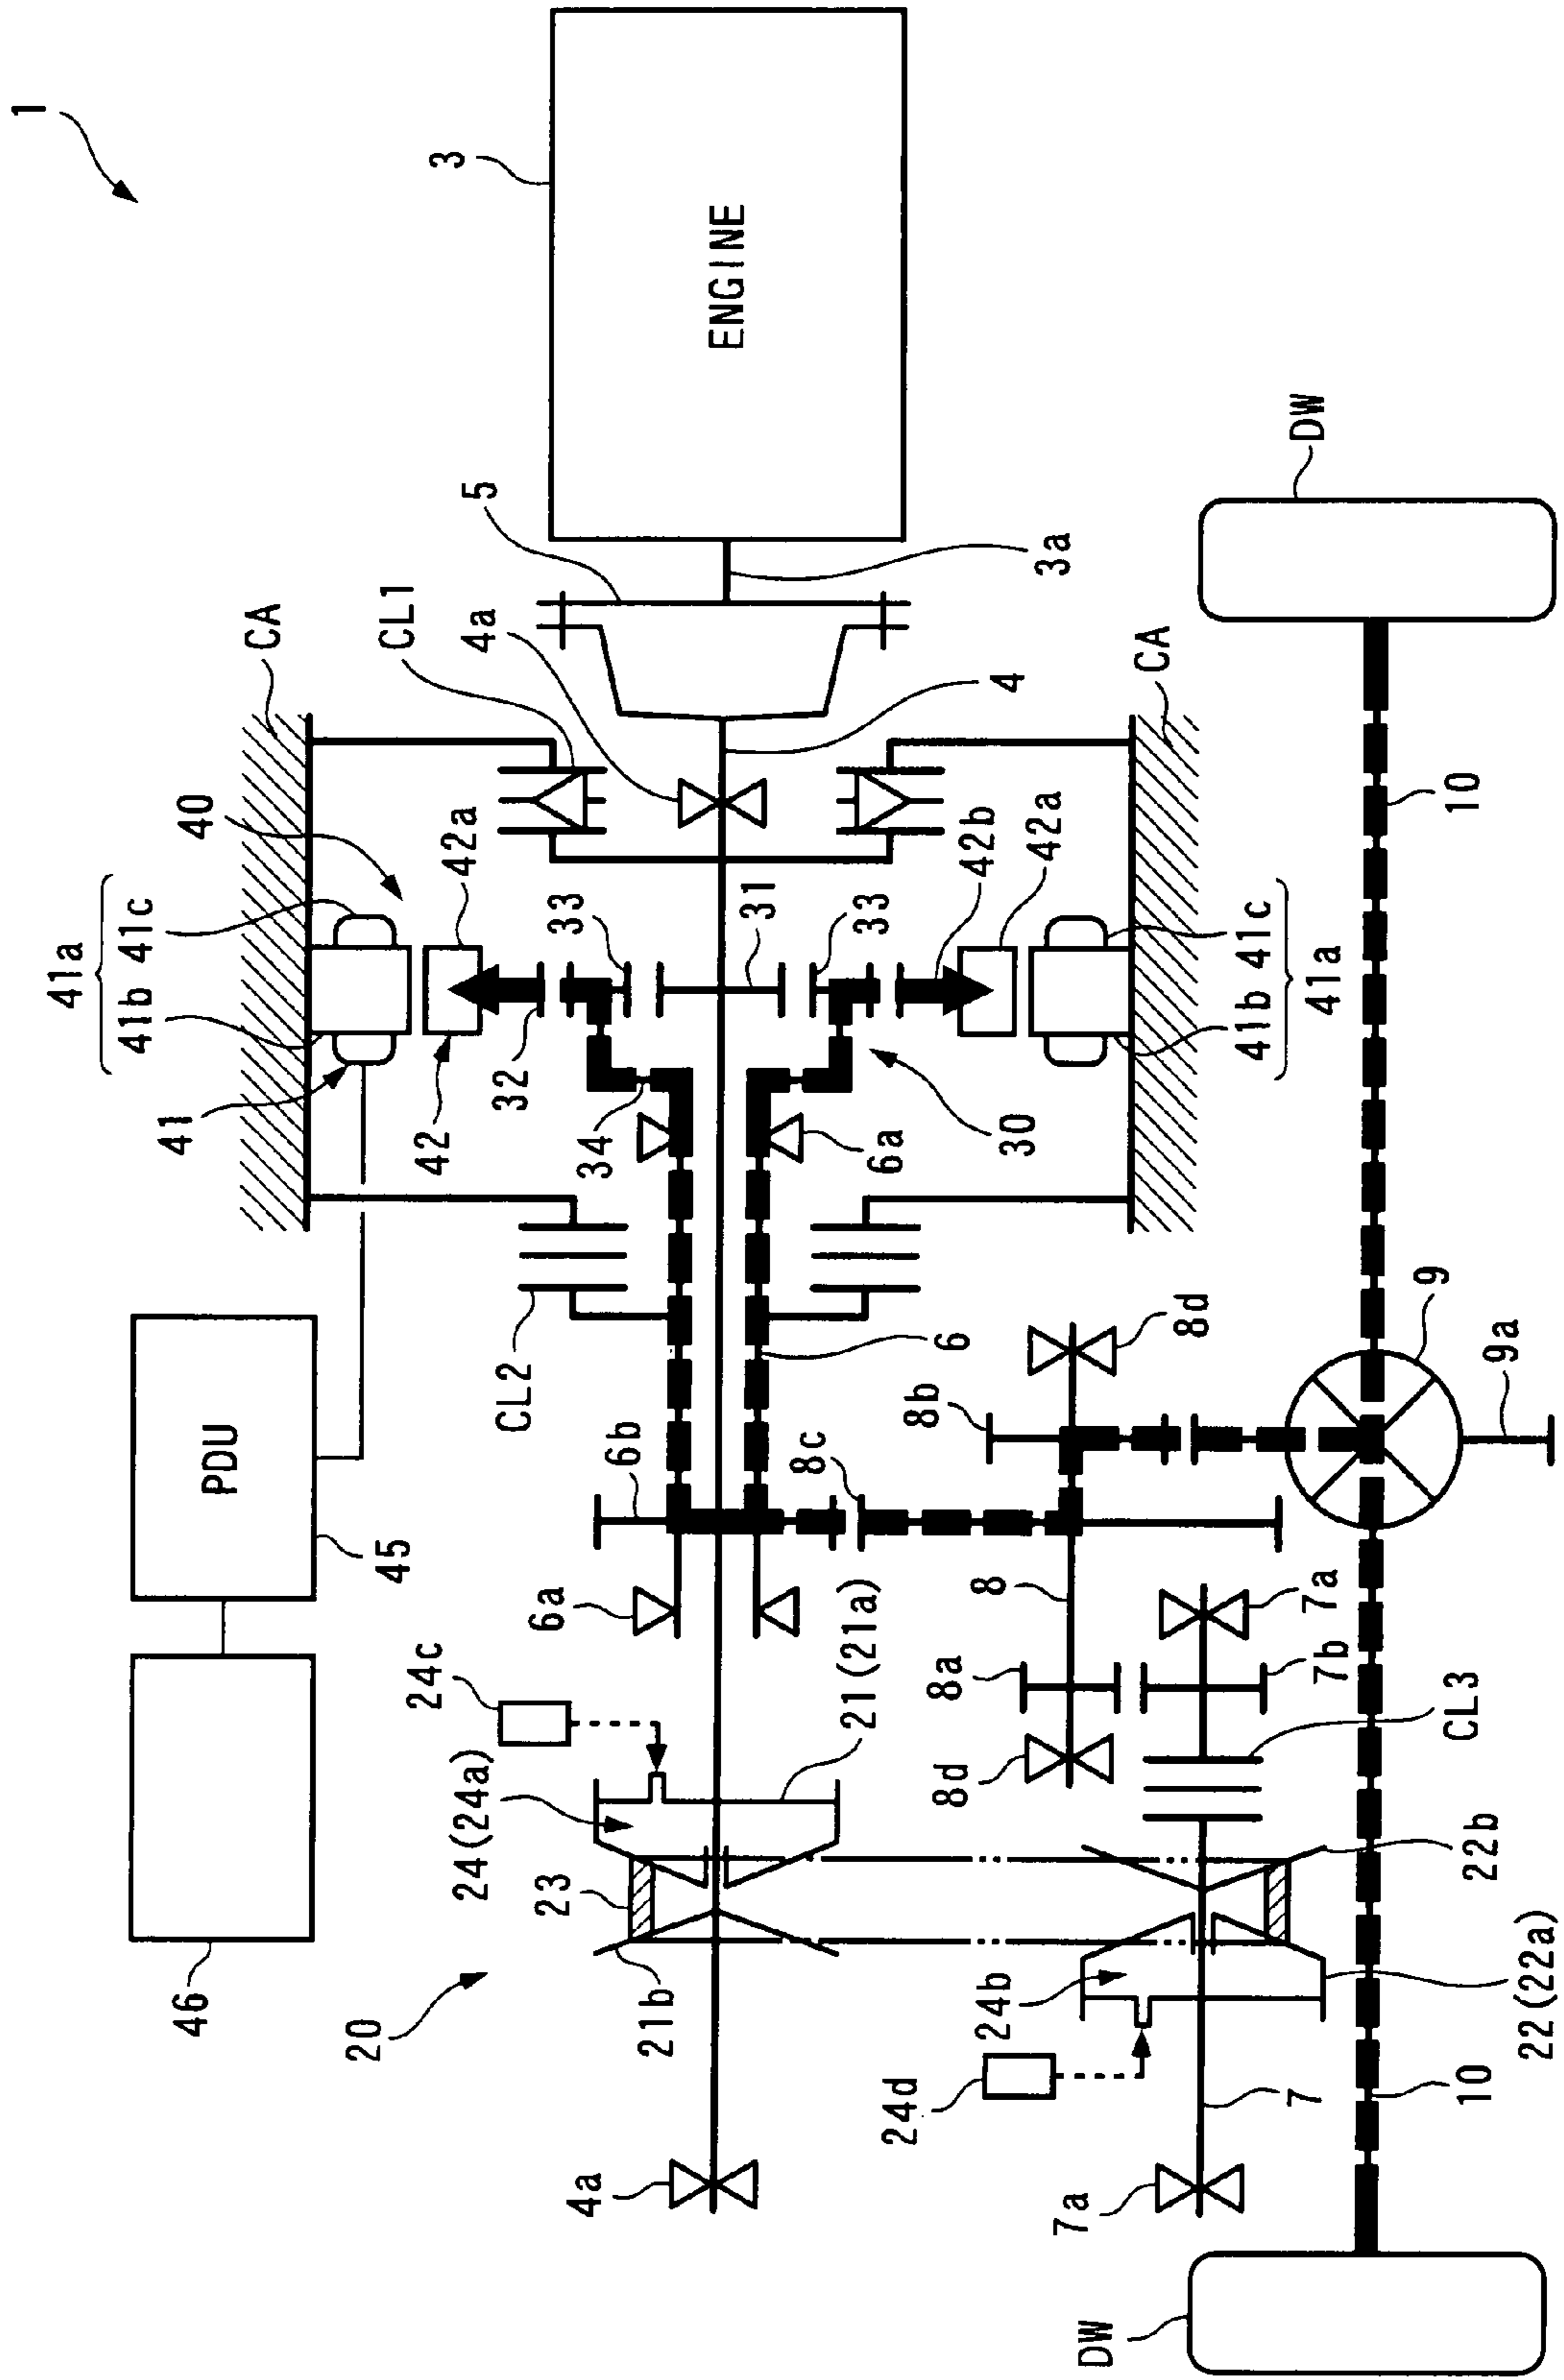 1
3
ENGINE
3a
5
CA
CL1
4a
4
CA
DW
10
40
42a
41a
41b 41c
33
31
33
42b
42a
41b 41c
41a
41
42
32
34
6a
30
CL2
6
PDU
45
6b
8c
8b
8d
9
9a
46
24c
6a
21(21a)
8
8a
8d
7a
7b
CL3
24(24a)
23
21b
20
24b
24d
22b
22(22a)
10
7
7a
4a
DW